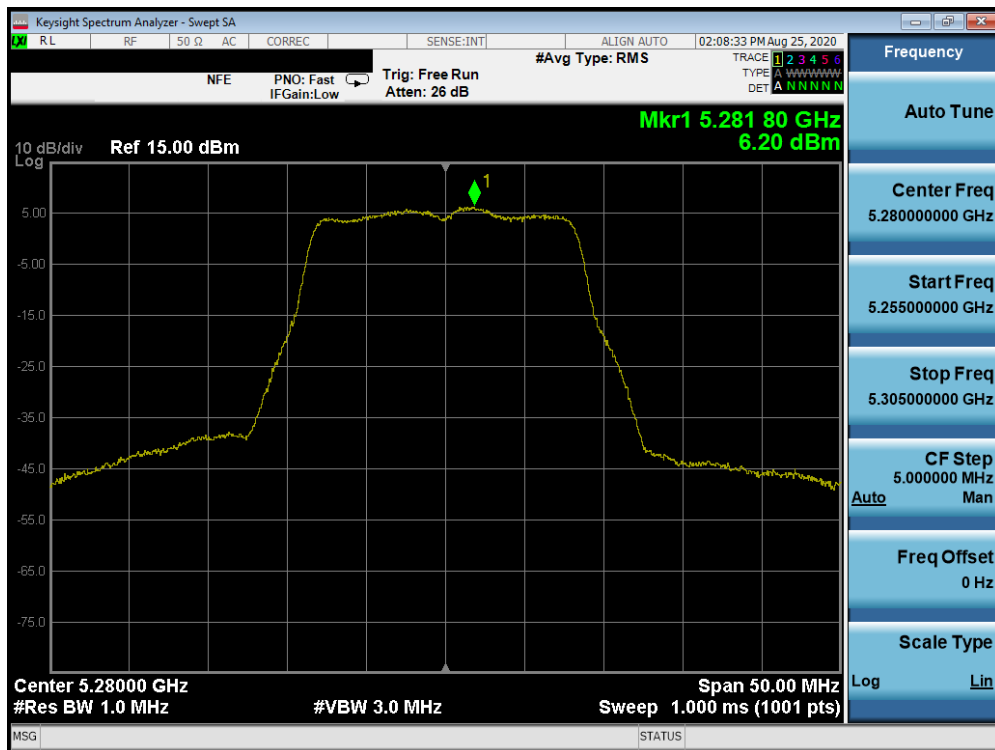 Keysight Spectrum Analyzer - Swept SA
LXI RL RF 50 Ω AC CORREC SENSE:INT ALIGN AUTO 02:08:33 PM Aug 25, 2020
Frequency
NFE PNO: Fast Trig: Free Run #Avg Type: RMS TRACE 1 2 3 4 5 6
IFGain:Low Atten: 26 dB TYPE A WWWWW
DET A N N N N N
Auto Tune
Mkr1 5.281 80 GHz
6.20 dBm
10 dB/div Ref 15.00 dBm
Log
1
5.00
-5.00
-15.0
-25.0
-35.0
-45.0
-55.0
-65.0
-75.0
Center Freq
5.280000000 GHz
Start Freq
5.255000000 GHz
Stop Freq
5.305000000 GHz
CF Step
5.000000 MHz
Auto Man
Freq Offset
0 Hz
Scale Type
Log Lin
Center 5.28000 GHz Span 50.00 MHz
#Res BW 1.0 MHz #VBW 3.0 MHz Sweep 1.000 ms (1001 pts)
MSG STATUS